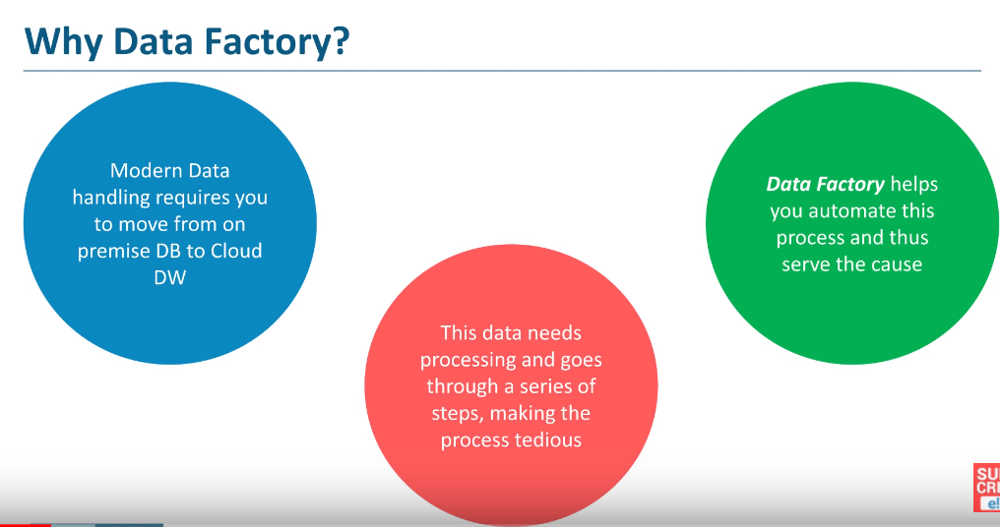 Why Data Factory?
Modern Data
handling requires you
to move from on
premise DB to Cloud
DW
This data needs
processing and goes
through a series of
steps, making the
process tedious
Data Factory helps
you automate this
process and thus
serve the cause
SU
CRI
e!